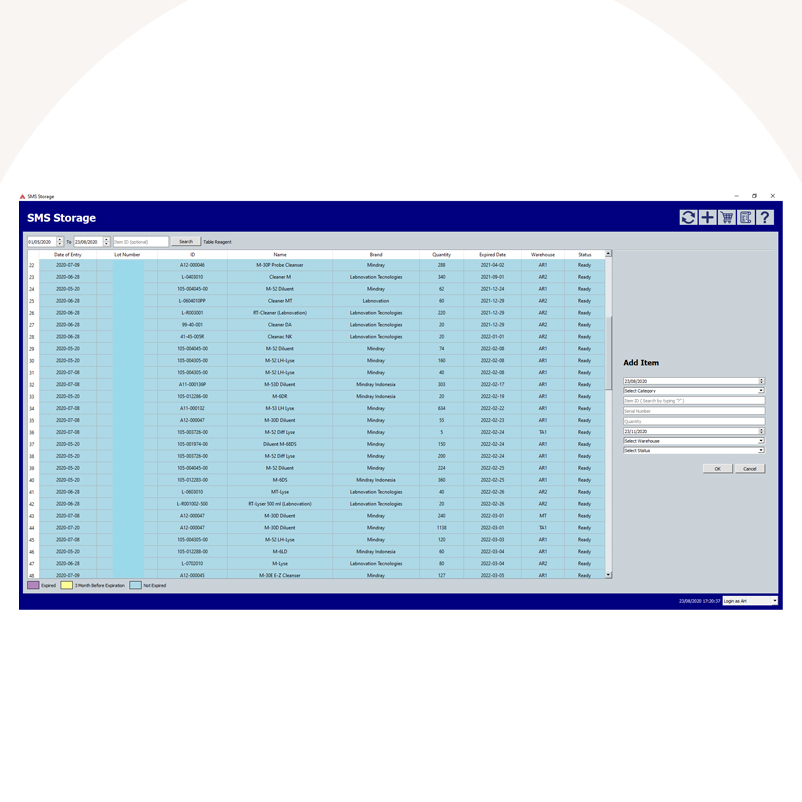 SMS Storage
SMS Storage
01/05/2020 To 23/08/2020 Item ID (optional) Search Table Reagent
Date of Entry Lot Number ID Name Brand Quantity Expired Date Warehouse Status
22 2020-07-09 A12-000046 M-30P Probe Cleanser Mindray 288 2021-04-02 AR1 Ready
23 2020-06-28 L-0403010 Cleaner M Labnovation Tecnologies 340 2021-09-01 AR2 Ready
24 2020-05-20 105-004045-00 M-52 Diluent Mindray 62 2021-12-24 AR1 Ready
25 2020-06-28 L-0604010PP Cleaner MT Labnovation 60 2021-12-29 AR2 Ready
26 2020-06-28 L-R003001 RT-Cleaner (Labnovation) Labnovation Tecnologies 220 2021-12-29 AR2 Ready
27 2020-06-28 99-40-001 Cleaner DA Labnovation Tecnologies 20 2021-12-29 AR2 Ready
28 2020-06-28 41-45-005R Cleanac NK Labnovation Tecnologies 20 2022-01-01 AR2 Ready
29 2020-05-20 105-004045-00 M-52 Diluent Mindray 74 2022-02-08 AR1 Ready
30 2020-05-20 105-004005-00 M-52 LH-Lyse Mindray 160 2022-02-08 AR1 Ready
31 2020-07-08 105-004005-00 M-52 LH-Lyse Mindray 40 2022-02-08 AR1 Ready
32 2020-07-08 A11-000136P M-53D Diluent Mindray Indonesia 303 2022-02-17 AR1 Ready
33 2020-05-20 105-012286-00 M-6DR Mindray Indonesia 20 2022-02-19 AR1 Ready
34 2020-07-08 A11-000132 M-53 LH Lyse Mindray 634 2022-02-22 AR1 Ready
35 2020-07-08 A12-000047 M-30D Diluent Mindray 55 2022-02-23 AR1 Ready
36 2020-07-08 105-003726-00 M-52 Diff Lyse Mindray 5 2022-02-24 TA1 Ready
37 2020-05-20 105-001974-00 Diluent M-68DS Mindray 150 2022-02-24 AR1 Ready
38 2020-05-20 105-003726-00 M-52 Diff Lyse Mindray 200 2022-02-24 AR1 Ready
39 2020-05-20 105-004045-00 M-52 Diluent Mindray 224 2022-02-25 AR1 Ready
40 2020-05-20 105-012283-00 M-6DS Mindray Indonesia 360 2022-02-25 AR1 Ready
41 2020-06-28 L-0603010 MT-Lyse Labnovation Tecnologies 40 2022-02-26 AR2 Ready
42 2020-06-28 L-R001002-500 RT-Lyser 500 ml (Labnovation) Labnovation Tecnologies 20 2022-02-26 AR2 Ready
43 2020-07-08 A12-000047 M-30D Diluent Mindray 240 2022-03-01 MT Ready
44 2020-07-20 A12-000047 M-30D Diluent Mindray 1138 2022-03-01 TA1 Ready
45 2020-07-08 105-004005-00 M-52 LH-Lyse Mindray 120 2022-03-03 AR1 Ready
46 2020-05-20 105-012288-00 M-6LD Mindray Indonesia 60 2022-03-04 AR1 Ready
47 2020-06-28 L-0702010 M-Lyse Labnovation Tecnologies 80 2022-03-04 AR2 Ready
48 2020-07-09 A12-000045 M-30E E-Z Cleanser Mindray 127 2022-03-05 AR1 Ready
Expired 3 Month Before Expiration Not Expired
Add Item
23/08/2020
Select Category
Item ID ( Search by typing "?" )
Serial Number
Quantity
23/11/2020
Select Warehouse
Select Status
OK Cancel
23/08/2020 17:20:37 Login as AH